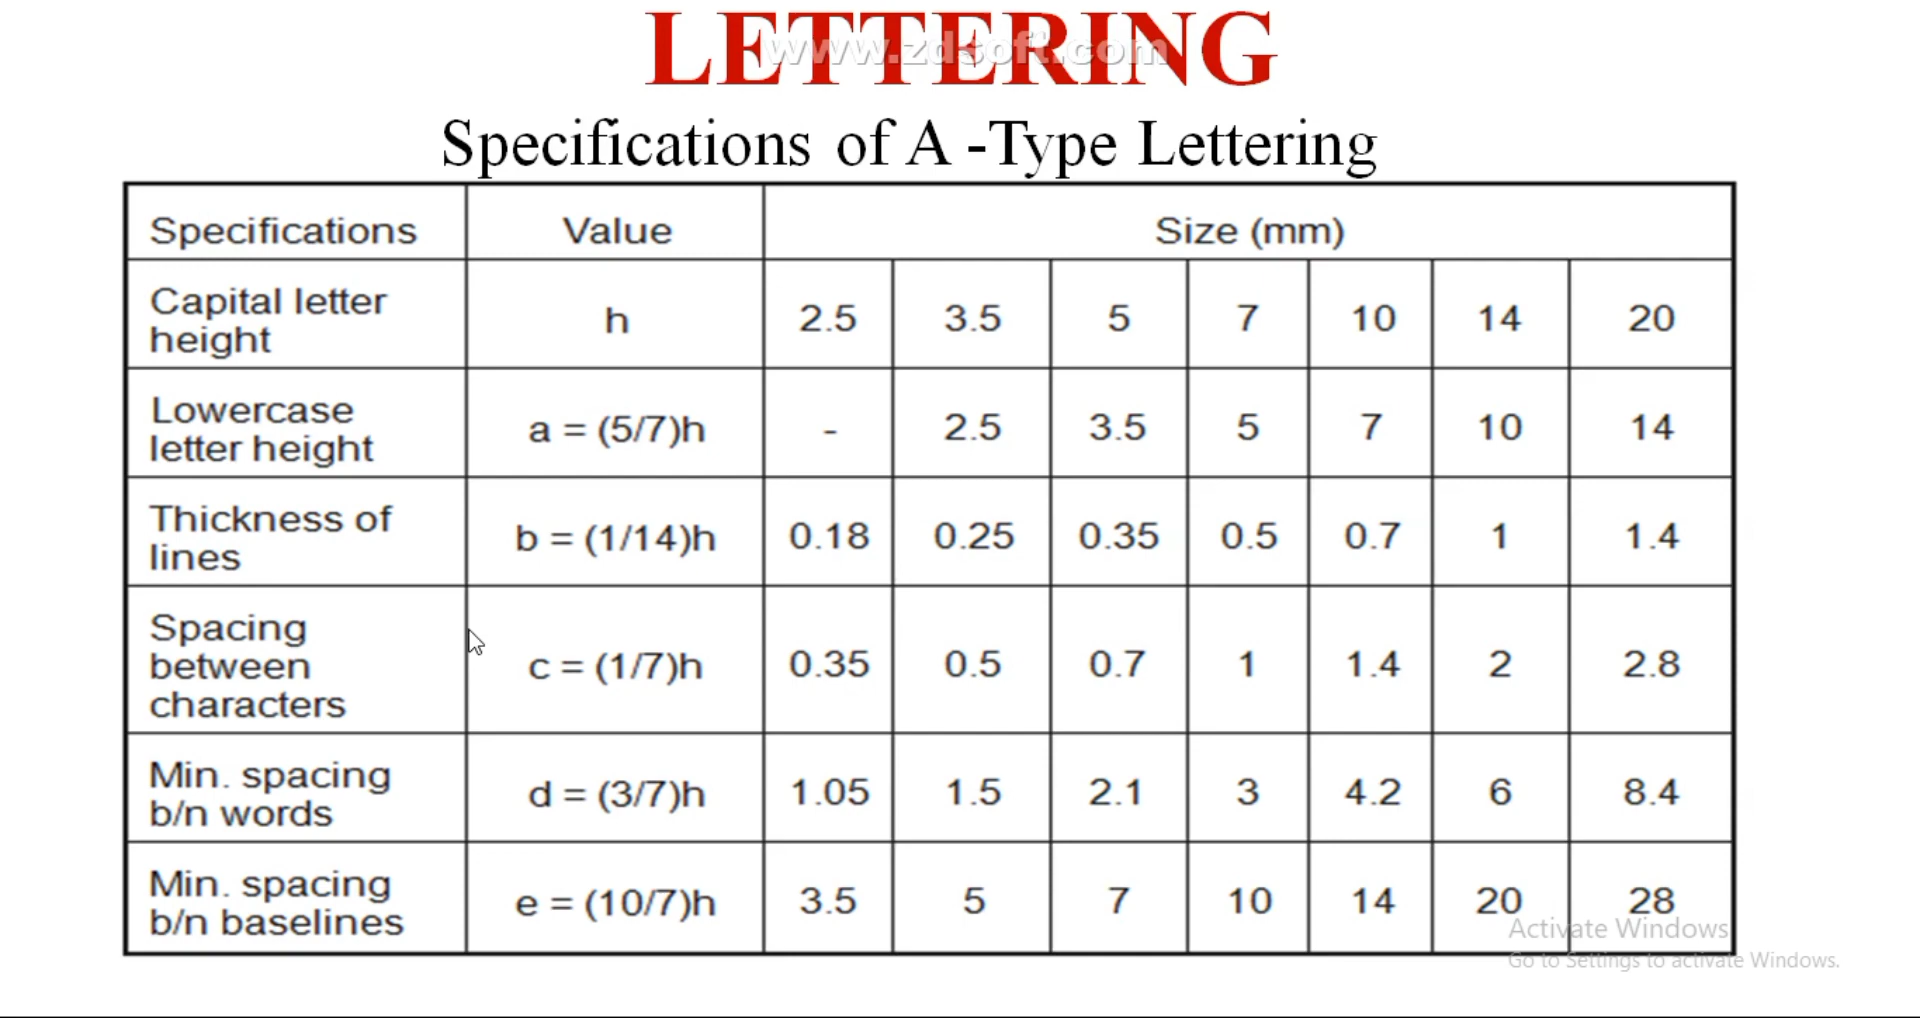 LETTERING
www.zdsoft.com
Specifications of A -Type Lettering
Specifications Value Size (mm)
Capital letter
height
h 2.5 3.5 5 7 10 14 20
Lowercase
letter height
a = (5/7)h - 2.5 3.5 5 7 10 14
Thickness of
lines
b = (1/14)h 0.18 0.25 0.35 0.5 0.7 1 1.4
Spacing
between
characters
c = (1/7)h 0.35 0.5 0.7 1 1.4 2 2.8
Min. spacing
b/n words
d = (3/7)h 1.05 1.5 2.1 3 4.2 6 8.4
Min. spacing
b/n baselines
e = (10/7)h 3.5 5 7 10 14 20 28
Activate Windows
Go to Settings to activate Windows.